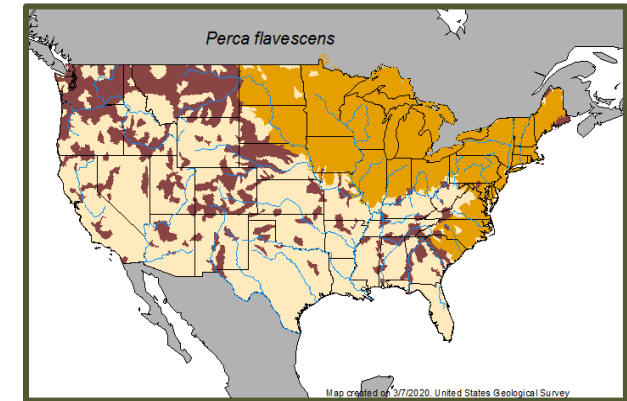 Perca flavescens
Map created on 3/7/2020. United States Geological Survey